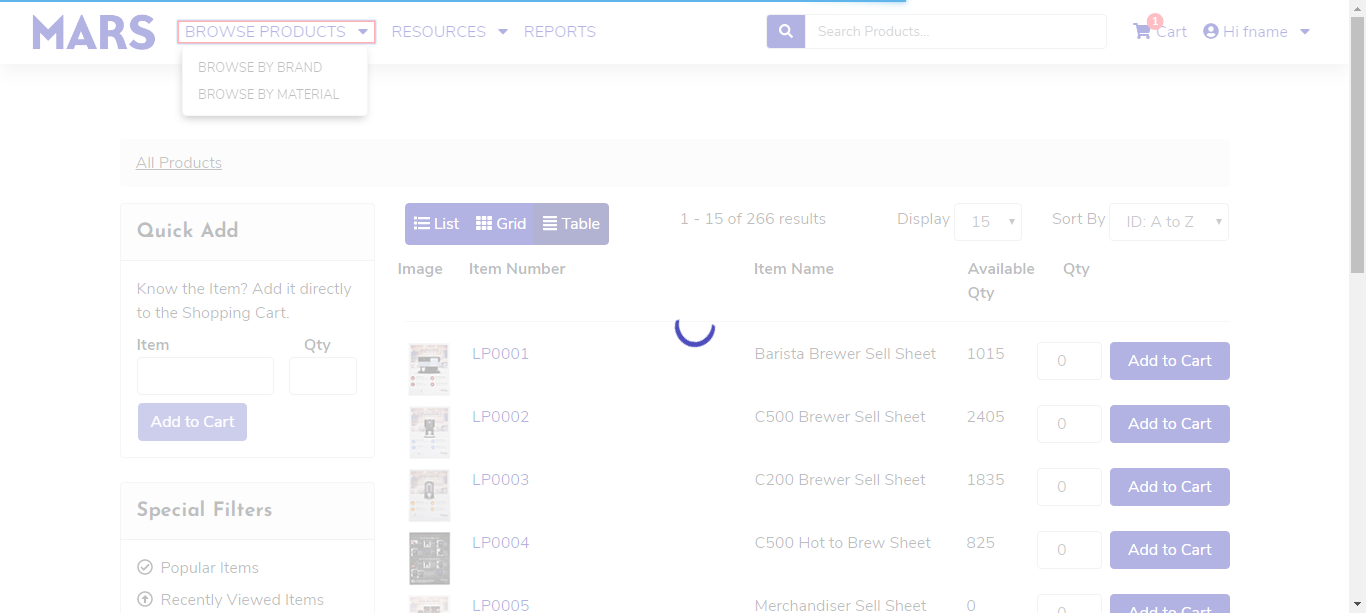 MARS
BROWSE PRODUCTS
RESOURCES
REPORTS
Search Products...
1
Cart
Hi fname
BROWSE BY BRAND
BROWSE BY MATERIAL
All Products
Quick Add
Know the Item? Add it directly
to the Shopping Cart.
Item Qty
Add to Cart
Special Filters
Popular Items
Recently Viewed Items
List Grid Table
1 - 15 of 266 results
Display 15
Sort By ID: A to Z
Image Item Number Item Name Available Qty
Qty
LP0001 Barista Brewer Sell Sheet 1015 0 Add to Cart
LP0002 C500 Brewer Sell Sheet 2405 0 Add to Cart
LP0003 C200 Brewer Sell Sheet 1835 0 Add to Cart
LP0004 C500 Hot to Brew Sheet 825 0 Add to Cart
LP0005 Merchandiser Sell Sheet 0 0 Add to Cart